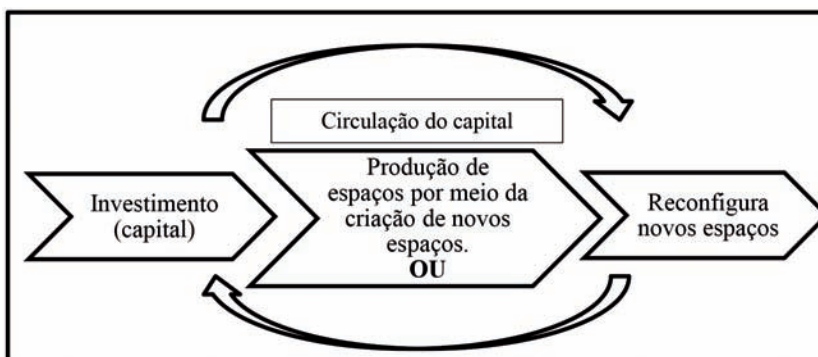 Circulação do capital
Investimento
(capital)
Produção de
espaços por meio da
criação de novos
espaços.
OU
Reconfigura
novos espaços